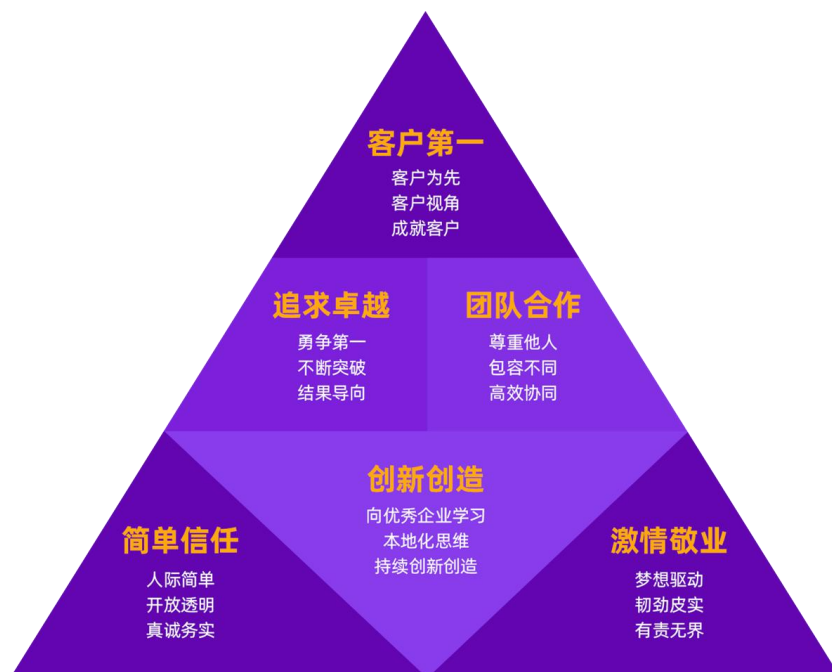 客户第一
客户为先
客户视角
成就客户
追求卓越
勇争第一
不断突破
结果导向
团队合作
尊重他人
包容不同
高效协同
创新创造
向优秀企业学习
本地化思维
持续创新创造
简单信任
人际简单
开放透明
真诚务实
激情敬业
梦想驱动
韧劲皮实
有责无界